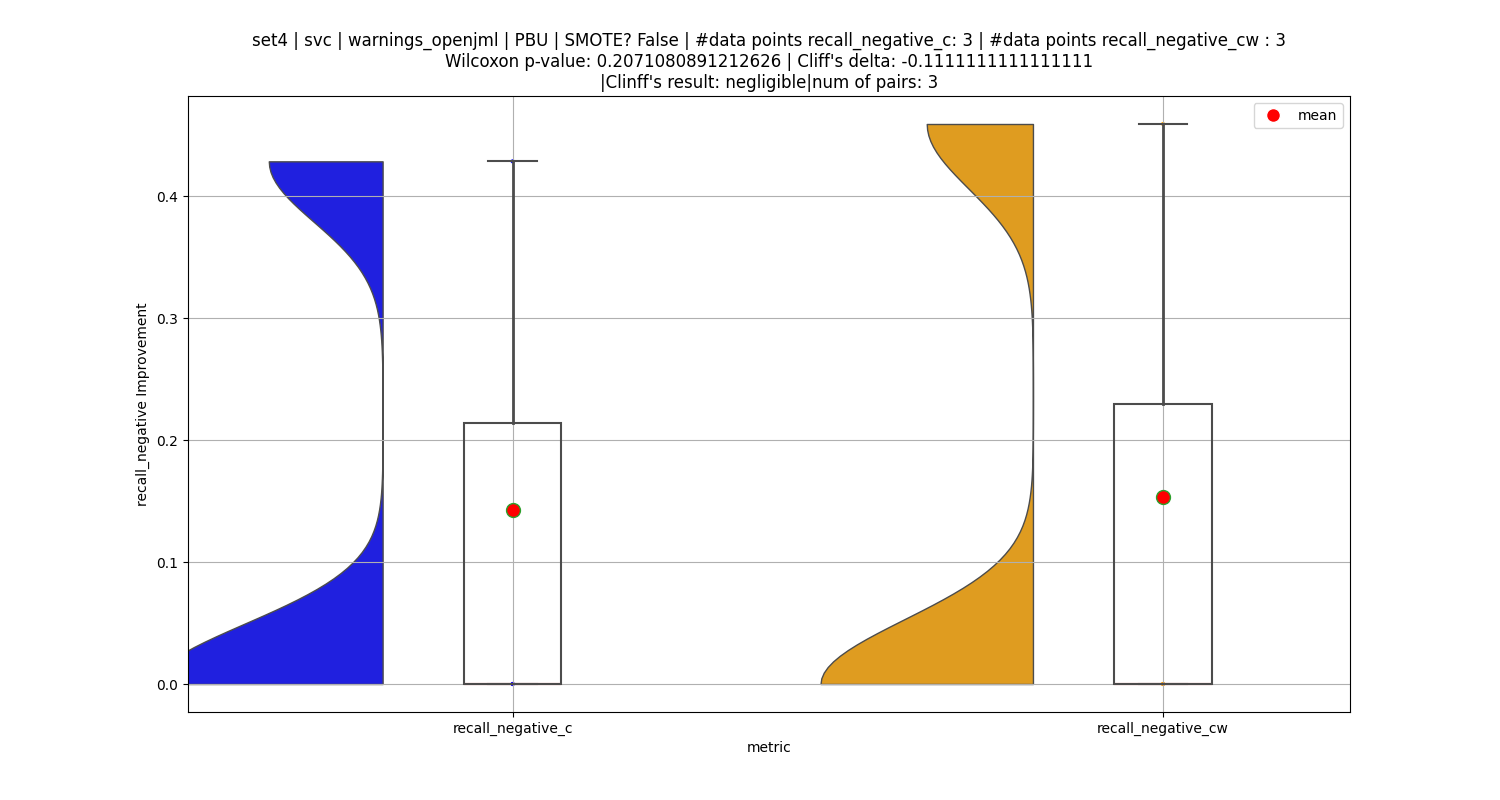 set4 | svc | warnings_openjml | PBU | SMOTE? False | #data points recall_negative_c: 3 | #data points recall_negative_cw : 3
Wilcoxon p-value: 0.2071080891212626 | Cliff's delta: -0.1111111111111111
|Clinff's result: negligible|num of pairs: 3
mean
recall_negative Improvement
0.4
0.3
0.2
0.1
0.0
recall_negative_c
recall_negative_cw
metric